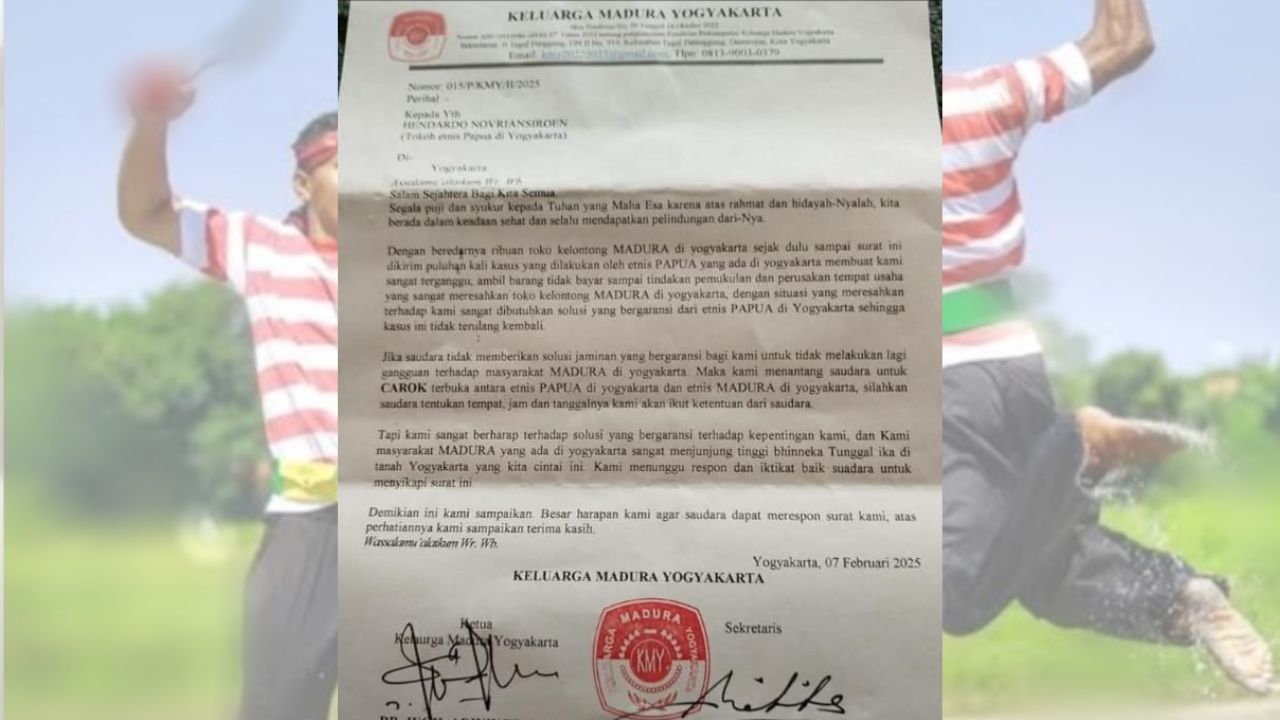 KELUARGA MADURA YOGYAKARTA
Email: kmy20222027@gmail.com, Tlpn: 0813-9003-0379
Nomor: 015/P/KMY/II/2025
Perihal -
Kepada Yth
HENDARDO NOVRIANSIROEN
(Tokoh etnis Papua di Yogyakarta)
Di-
Yogyakarta
Assalamu'alaikum Wr. Wb
Salam Sejahtera Bagi Kita Semua.
Segala puji dan syukur kepada Tuhan yang Maha Esa karena atas rahmat dan hidayah-Nyalah, kita
berada dalam keadaan sehat dan selalu mendapatkan pelindungan dari-Nya.
Dengan beredarnya ribuan toko kelontong MADURA di yogyakarta sejak dulu sampai surat ini
dikirim puluhan kali kasus yang dilakukan oleh etnis PAPUA yang ada di yogyakarta membuat kami
sangat terganggu, ambil barang tidak bayar sampai tindakan pemukulan dan perusakan tempat usaha
yang sangat meresahkan toko kelontong MADURA di yogyakarta, dengan situasi yang meresahkan
terhadap kami sangat dibutuhkan solusi yang bergaransi dari etnis PAPUA di Yogyakarta sehingga
kasus ini tidak terulang kembali.
Jika saudara tidak memberikan solusi jaminan yang bergaransi bagi kami untuk tidak melakukan lagi
gangguan terhadap masyarakat MADURA di yogyakarta. Maka kami menantang saudara untuk
CAROK terbuka antara etnis PAPUA di yogyakarta dan etnis MADURA di yogyakarta, silahkan
saudara tentukan tempat, jam dan tanggalnya kami akan ikut ketentuan dari saudara.
Tapi kami sangat berharap terhadap solusi yang bergaransi terhadap kepentingan kami, dan Kami
masyarakat MADURA yang ada di yogyakarta sangat menjunjung tinggi bhinneka Tunggal ika di
tanah Yogyakarta yang kita cintai ini. Kami menunggu respon dan iktikat baik suadara untuk
menyikapi surat ini
Demikian ini kami sampaikan. Besar harapan kami agar saudara dapat merespon surat kami, atas
perhatiannya kami sampaikan terima kasih.
Wassalamu'alaikum Wr. Wb.
Yogyakarta, 07 Februari 2025
KELUARGA MADURA YOGYAKARTA
Ketua
Keluarga Madura Yogyakarta
Sekretaris
KELUARGA MADURA YOGYAKARTA
KMY